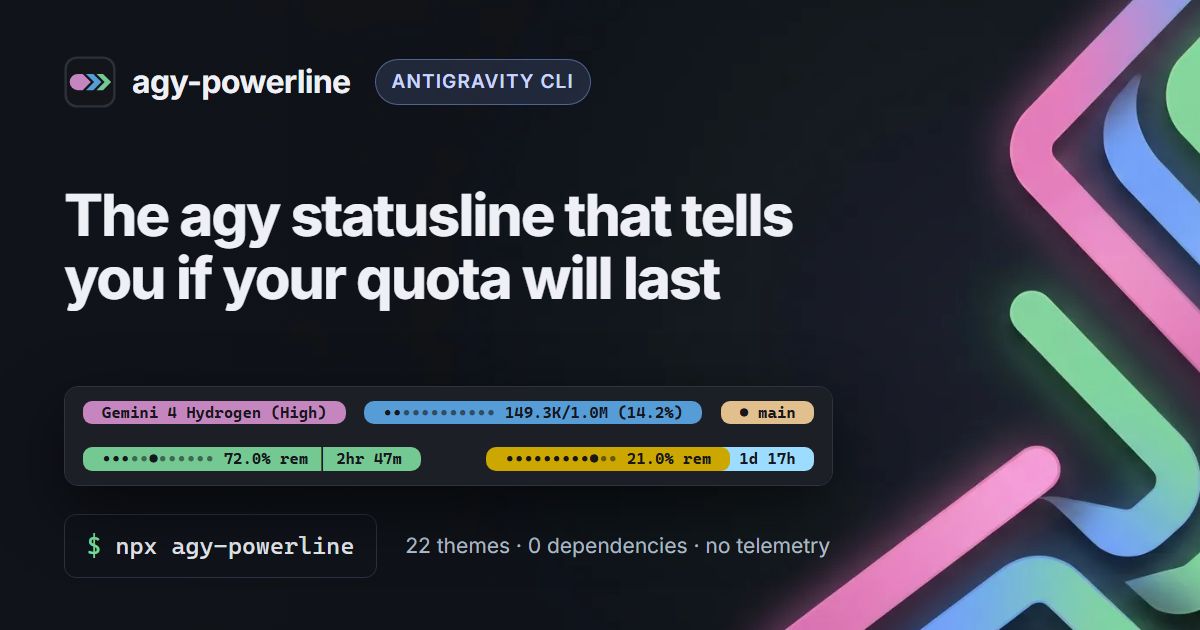 agy-powerline ANTIGRAVITY CLI
The agy statusline that tells
you if your quota will last
Gemini 4 Hydrogen (High) 149.3K/1.0M (14.2%) main
72.0% rem 2hr 47m 21.0% rem 1d 17h
$ npx agy-powerline 22 themes · 0 dependencies · no telemetry